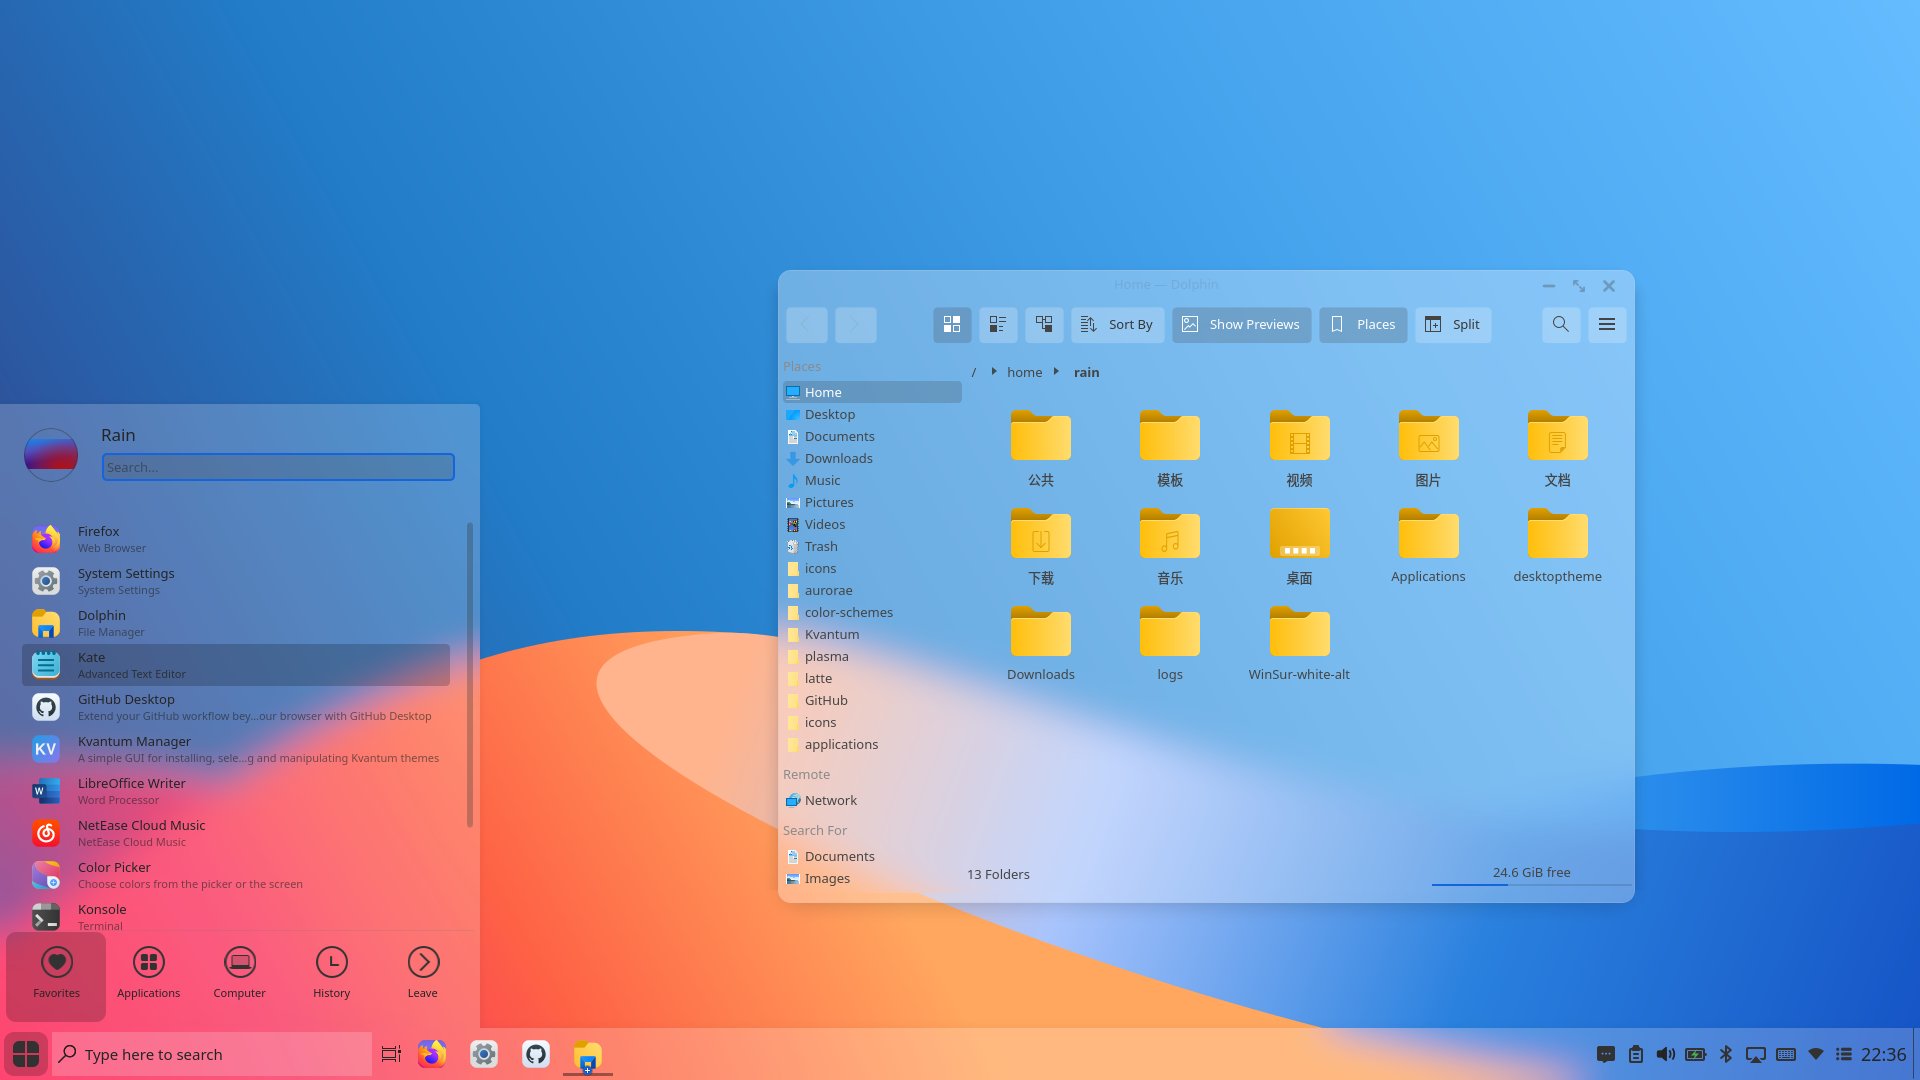 Home — Dolphin
Sort By
Show Previews
Places
Split
Places
Home
Desktop
Documents
Downloads
Music
Pictures
Videos
Trash
icons
aurorae
color-schemes
Kvantum
plasma
latte
GitHub
icons
applications
Remote
Network
Search For
Documents
Images
/ home rain
公共
模板
视频
图片
文档
下载
音乐
桌面
Applications
desktoptheme
Downloads
logs
WinSur-white-alt
13 Folders
24.6 GiB free
Rain
Search...
Firefox
Web Browser
System Settings
System Settings
Dolphin
File Manager
Kate
Advanced Text Editor
GitHub Desktop
Extend your GitHub workflow bey...our browser with GitHub Desktop
KV
Kvantum Manager
A simple GUI for installing, sele...g and manipulating Kvantum themes
W
LibreOffice Writer
Word Processor
NetEase Cloud Music
NetEase Cloud Music
Color Picker
Choose colors from the picker or the screen
Konsole
Terminal
Favorites
Applications
Computer
History
Leave
Type here to search
22:36